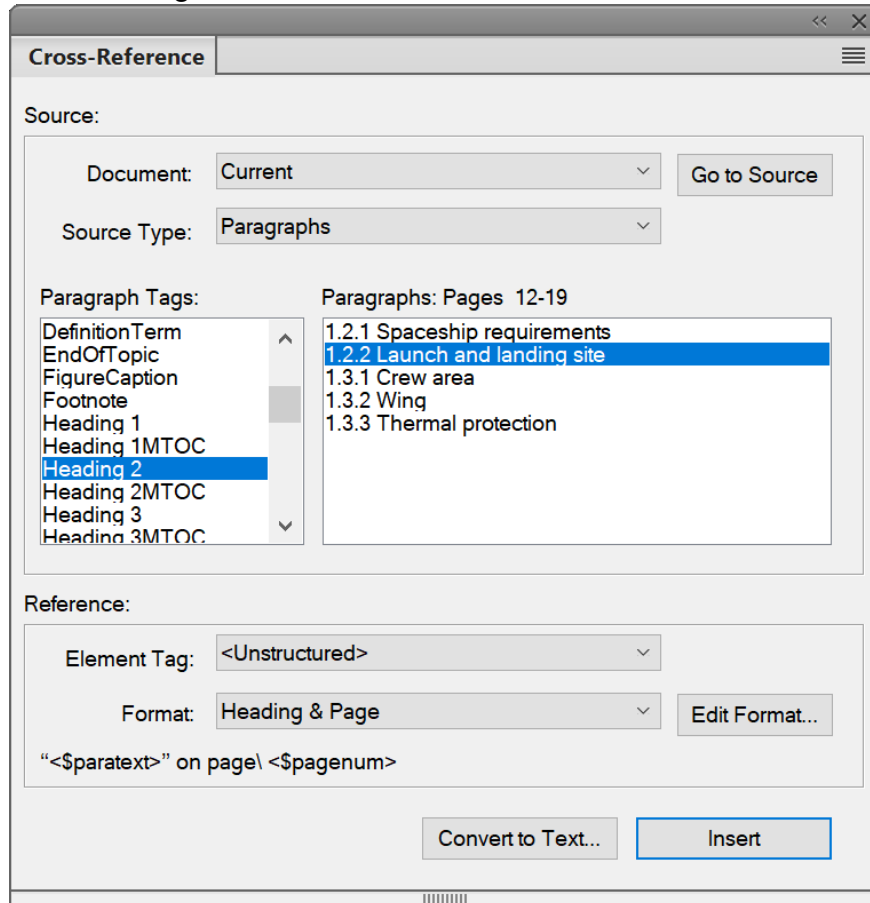 Cross-Reference
Source:
Document: Current Go to Source
Source Type: Paragraphs
Paragraph Tags: Paragraphs: Pages 12-19
DefinitionTerm
EndOfTopic
FigureCaption
Footnote
Heading 1
Heading 1MTOC
Heading 2
Heading 2MTOC
Heading 3
Heading 3MTOC
1.2.1 Spaceship requirements
1.2.2 Launch and landing site
1.3.1 Crew area
1.3.2 Wing
1.3.3 Thermal protection
Reference:
Element Tag: <Unstructured>
Format: Heading & Page Edit Format...
“<$paratext>” on page\ <$pagenum>
Convert to Text... Insert